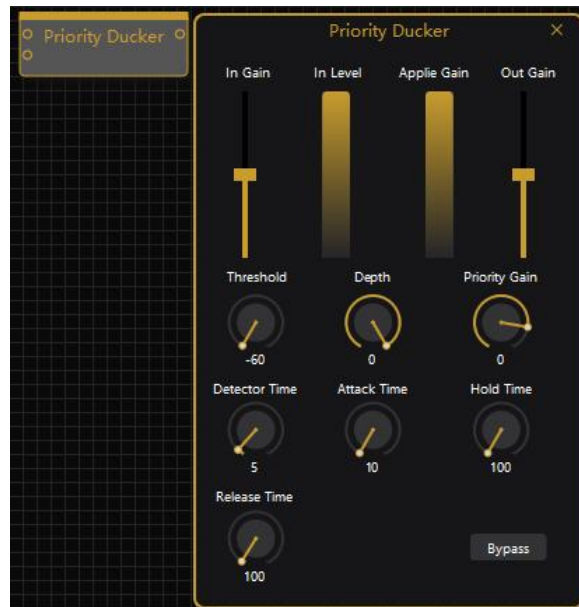 Priority Ducker
Priority Ducker
In Gain In Level Applie Gain Out Gain
Threshold Depth Priority Gain
-60 0 0
Detector Time Attack Time Hold Time
5 10 100
Release Time
100
Bypass